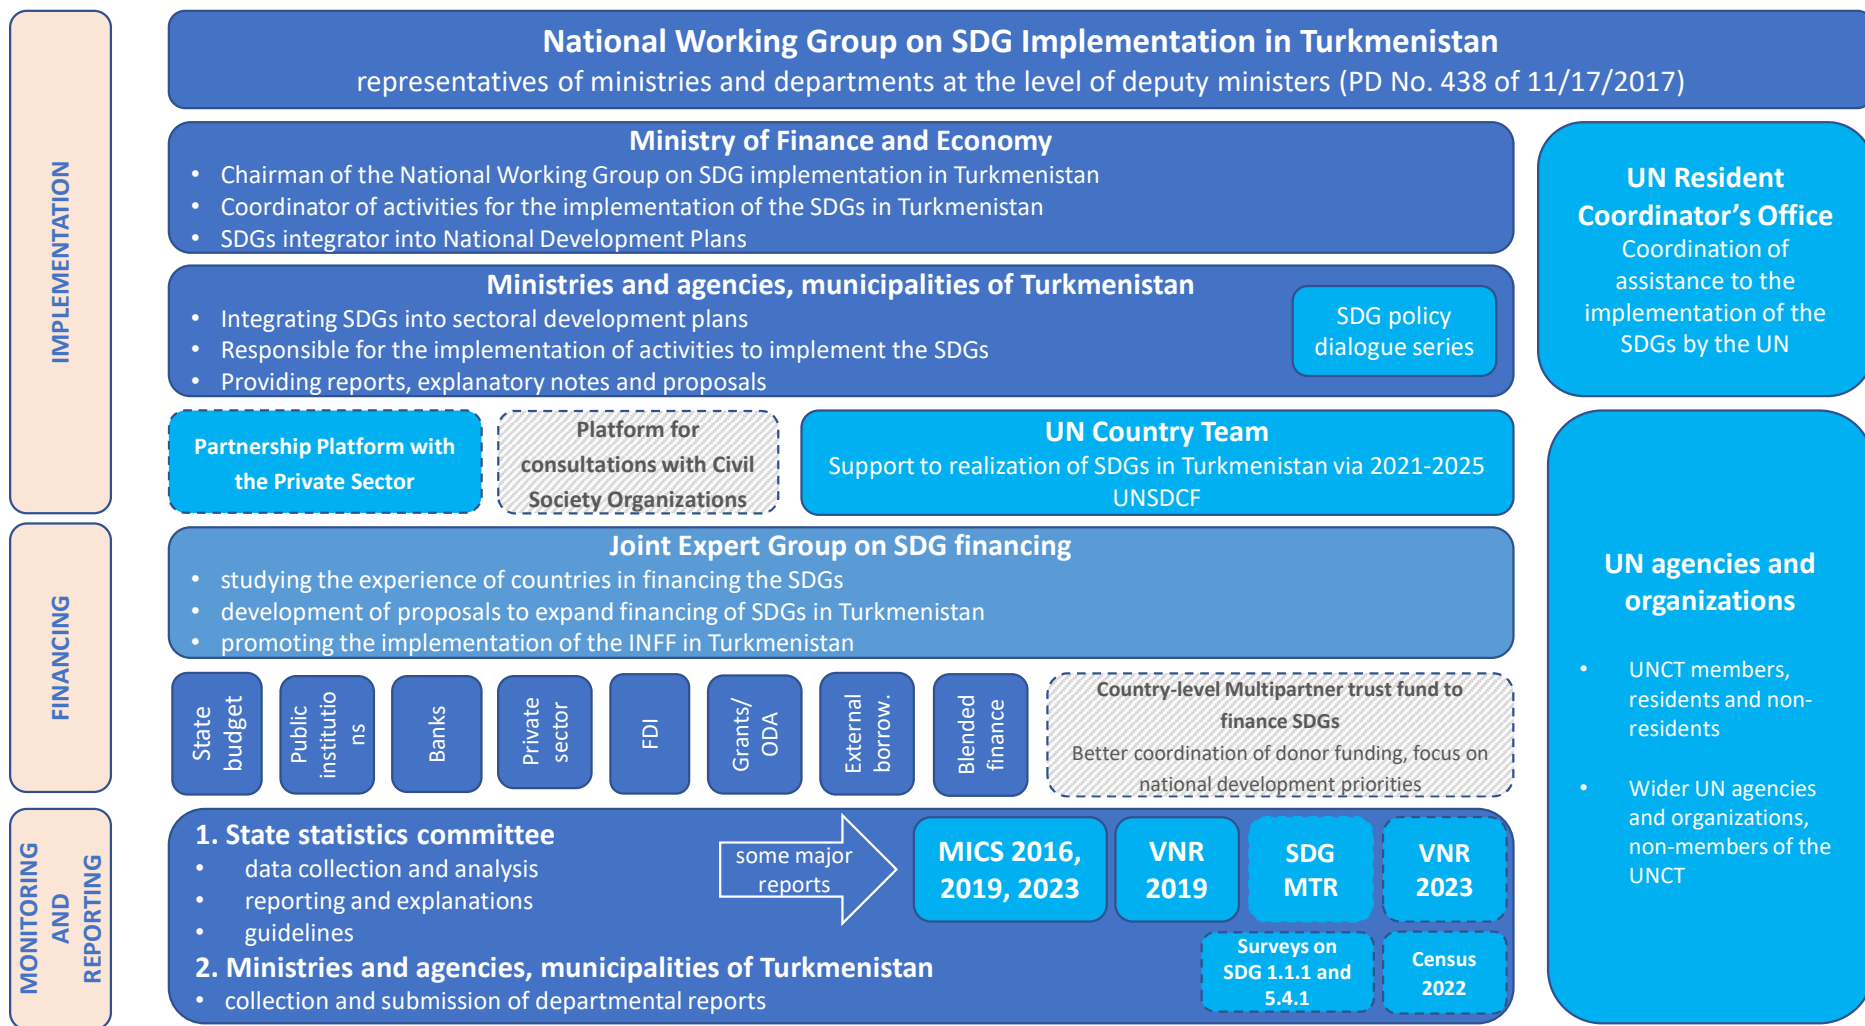 IMPLEMENTATION
National Working Group on SDG Implementation in Turkmenistan
representatives of ministries and departments at the level of deputy ministers (PD No. 438 of 11/17/2017)
Ministry of Finance and Economy
• Chairman of the National Working Group on SDG implementation in Turkmenistan
• Coordinator of activities for the implementation of the SDGs in Turkmenistan
• SDGs integrator into National Development Plans
UN Resident
Coordinator’s Office
Coordination of
assistance to the
implementation of the
SDGs by the UN
Ministries and agencies, municipalities of Turkmenistan
• Integrating SDGs into sectoral development plans
• Responsible for the implementation of activities to implement the SDGs
• Providing reports, explanatory notes and proposals
SDG policy
dialogue series
Partnership Platform with
the Private Sector
Platform for
consultations with Civil
Society Organizations
UN Country Team
Support to realization of SDGs in Turkmenistan via 2021-2025
UNSDCF
FINANCING
Joint Expert Group on SDG financing
• studying the experience of countries in financing the SDGs
• development of proposals to expand financing of SDGs in Turkmenistan
• promoting the implementation of the INFF in Turkmenistan
State
budget
Public
institutio
ns
Banks
Private
sector
FDI
Grants/
ODA
External
borrow.
Blended
finance
Country-level Multipartner trust fund to
finance SDGs
Better coordination of donor funding, focus on
national development priorities
UN agencies and
organizations
• UNCT members,
residents and non-
residents
• Wider UN agencies
and organizations,
non-members of the
UNCT
MONITORING
AND
REPORTING
1. State statistics committee
• data collection and analysis
• reporting and explanations
• guidelines
2. Ministries and agencies, municipalities of Turkmenistan
• collection and submission of departmental reports
some major
reports
MICS 2016,
2019, 2023
VNR
2019
SDG
MTR
VNR
2023
Surveys on
SDG 1.1.1 and
5.4.1
Census
2022